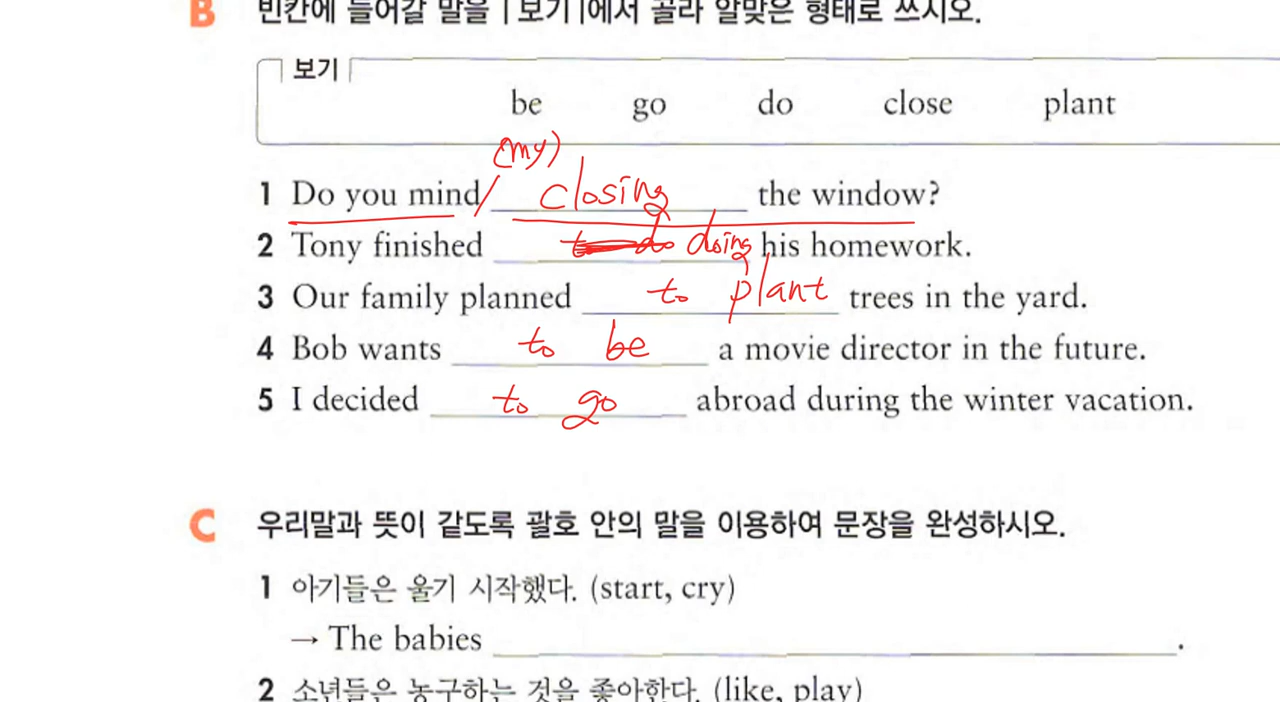 B 빈칸에 들어갈 말을 |보기|에서 골라 알맞은 형태로 쓰시오.
보기
be go do close plant
(my)
1 Do you mind / closing the window?
2 Tony finished to do doing his homework.
3 Our family planned to plant trees in the yard.
4 Bob wants to be a movie director in the future.
5 I decided to go abroad during the winter vacation.
C 우리말과 뜻이 같도록 괄호 안의 말을 이용하여 문장을 완성하시오.
1 아기들은 울기 시작했다. (start, cry)
→ The babies .
2 소년들은 농구하는 것을 좋아한다. (like, play)